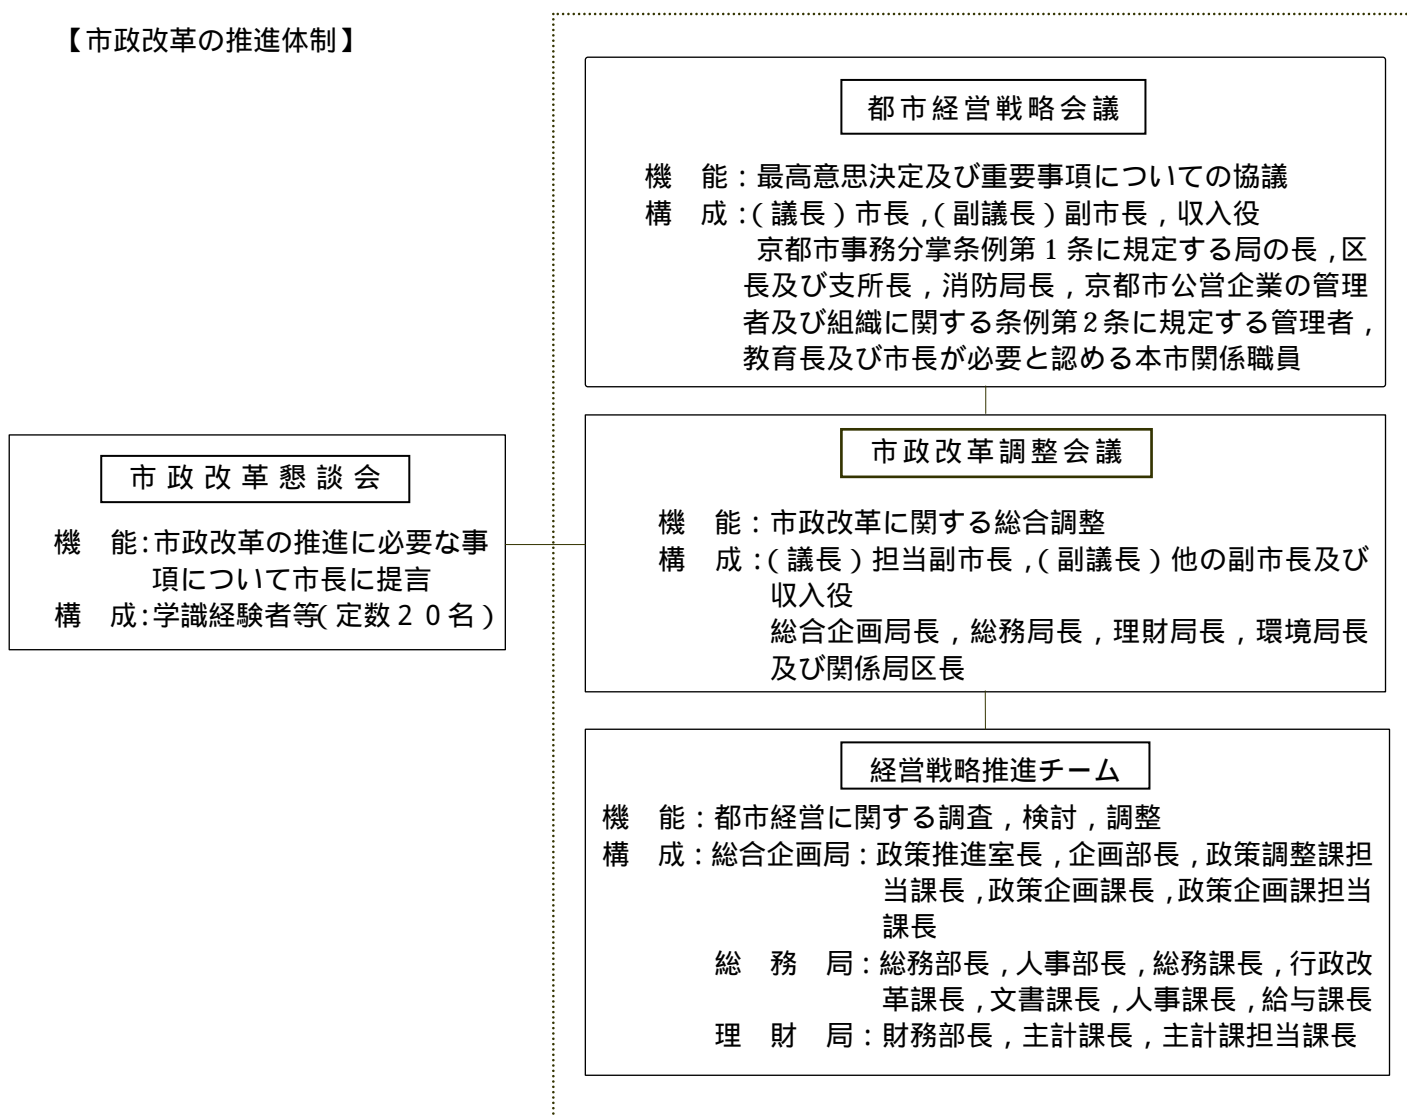 【市政改革の推進体制】
都市経営戦略会議
機　能：最高意思決定及び重要事項についての協議
構　成：（議長）市長，（副議長）副市長，収入役
京都市事務分掌条例第１条に規定する局の長，区
長及び支所長，消防局長，京都市公営企業の管理
者及び組織に関する条例第２条に規定する管理者，
教育長及び市長が必要と認める本市関係職員
市政改革懇談会
機　能：市政改革の推進に必要な事
項について市長に提言
構　成：学識経験者等（定数２０名）
市政改革調整会議
機　能：市政改革に関する総合調整
構　成：（議長）担当副市長，（副議長）他の副市長及び
収入役
総合企画局長，総務局長，理財局長，環境局長
及び関係局区長
経営戦略推進チーム
機　能：都市経営に関する調査，検討，調整
構　成：総合企画局：政策推進室長，企画部長，政策調整課担
当課長，政策企画課長，政策企画課担当
課長
総　務　局：総務部長，人事部長，総務課長，行政改
革課長，文書課長，人事課長，給与課長
理　財　局：財務部長，主計課長，主計課担当課長